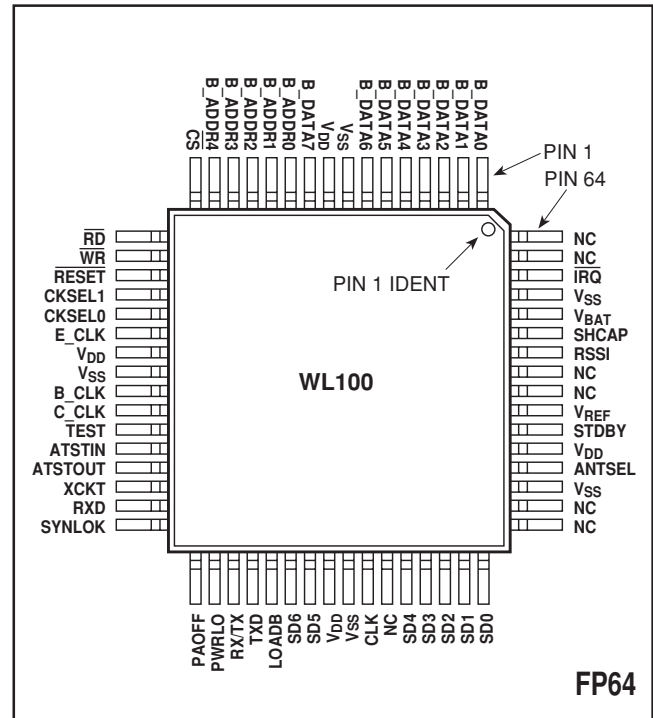 B_DATA0
B_DATA1
B_DATA2
B_DATA3
B_DATA4
B_DATA5
B_DATA6
VSS
VDD
B_DATA7
B_ADDR0
B_ADDR1
B_ADDR2
B_ADDR3
B_ADDR4
CS
PIN 1
PIN 64
RD
WR
RESET
CKSEL1
CKSEL0
E_CLK
VDD
VSS
B_CLK
C_CLK
TEST
ATSTIN
ATSTOUT
XCKT
RXD
SYNLOK
PIN 1 IDENT
WL100
NC
NC
IRQ
VSS
VBAT
SHCAP
RSSI
NC
NC
VREF
STDBY
VDD
ANTSEL
VSS
NC
NC
PAOFF
PWRLO
RX/TX
TXD
LOADB
SD6
SD5
VDD
VSS
CLK
NC
SD4
SD3
SD2
SD1
SD0
FP64